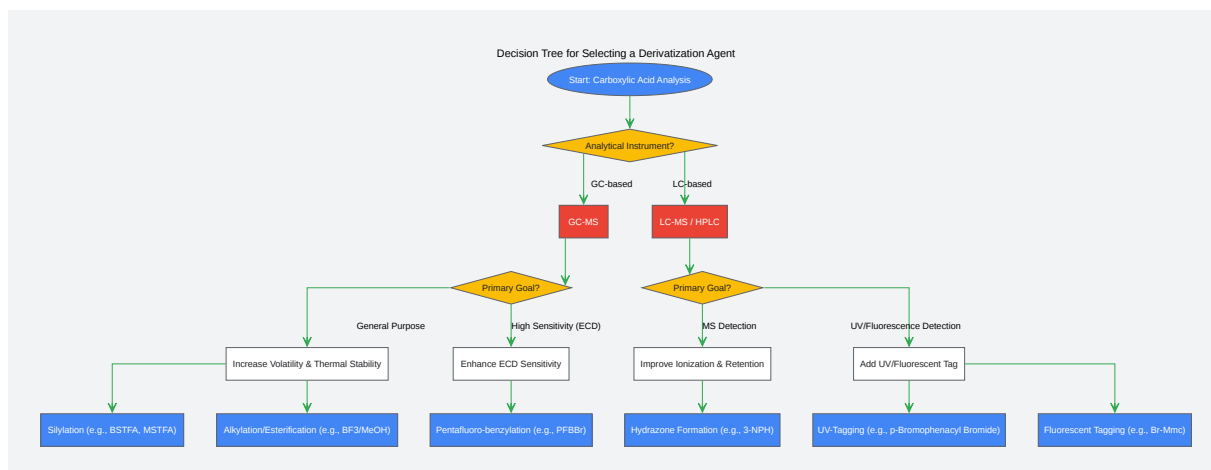 Decision Tree for Selecting a Derivatization Agent
Start: Carboxylic Acid Analysis
Analytical Instrument?
GC-based
LC-based
GC-MS
LC-MS / HPLC
Primary Goal?
Primary Goal?
General Purpose
High Sensitivity (ECD)
MS Detection
UV/Fluorescence Detection
Increase Volatility & Thermal Stability
Enhance ECD Sensitivity
Improve Ionization & Retention
Add UV/Fluorescent Tag
Silylation (e.g., BSTFA, MSTFA)
Alkylation/Esterification (e.g., BF3/MeOH)
Pentafluoro-benzylation (e.g., PFBBr)
Hydrazone Formation (e.g., 3-NPH)
UV-Tagging (e.g., p-Bromophenacyl Bromide)
Fluorescent Tagging (e.g., Br-Mmc)